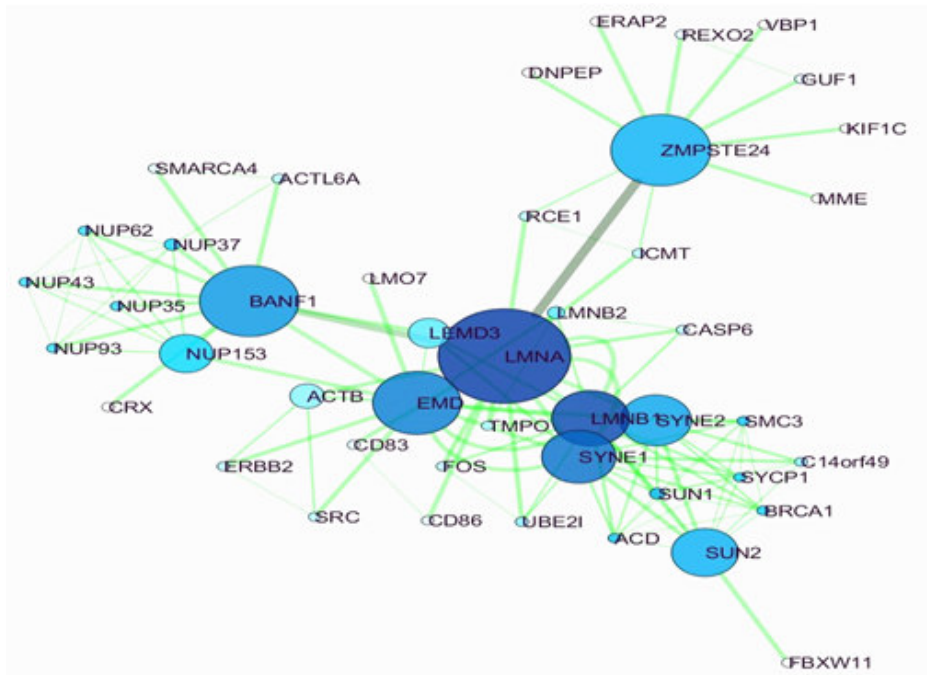 ERAP2
VBP1
REXO2
DNPEP
GUF1
KIF1C
ZMPSTE24
SMARCA4
ACTL6A
MME
RCE1
NUP62
NUP37
ICMT
LMO7
NUP43
BANF1
NUP35
LMNB2
CASP6
LEMD3
NUP93
NUP153
LMNA
ACTB
EMD
CRX
LMNB1
SYNE2
SMC3
TMPO
CD83
SYNE1
C14orf49
ERBB2
FOS
SYCP1
SUN1
SRC
CD86
UBE2I
BRCA1
ACD
SUN2
FBXW11